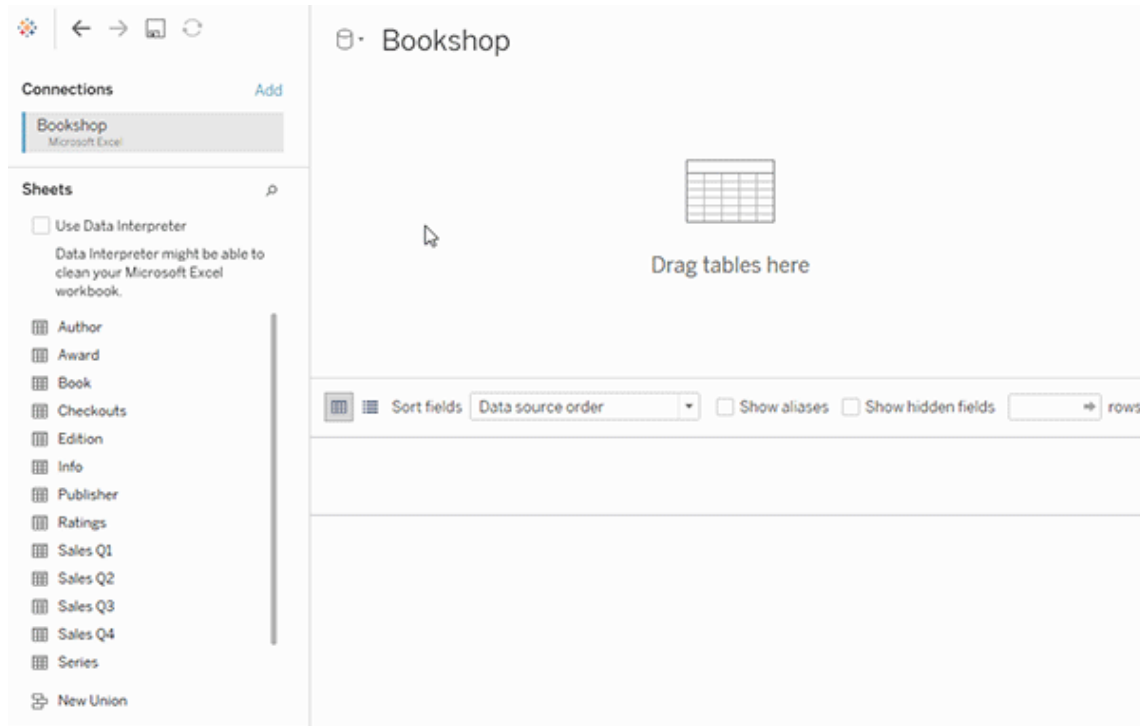 Bookshop
Connections
Add
Bookshop
Microsoft Excel
Sheets
Use Data Interpreter
Data Interpreter might be able to
clean your Microsoft Excel
workbook.
Author
Award
Book
Checkouts
Edition
Info
Publisher
Ratings
Sales Q1
Sales Q2
Sales Q3
Sales Q4
Series
New Union
Drag tables here
Sort fields
Data source order
Show aliases
Show hidden fields
rows